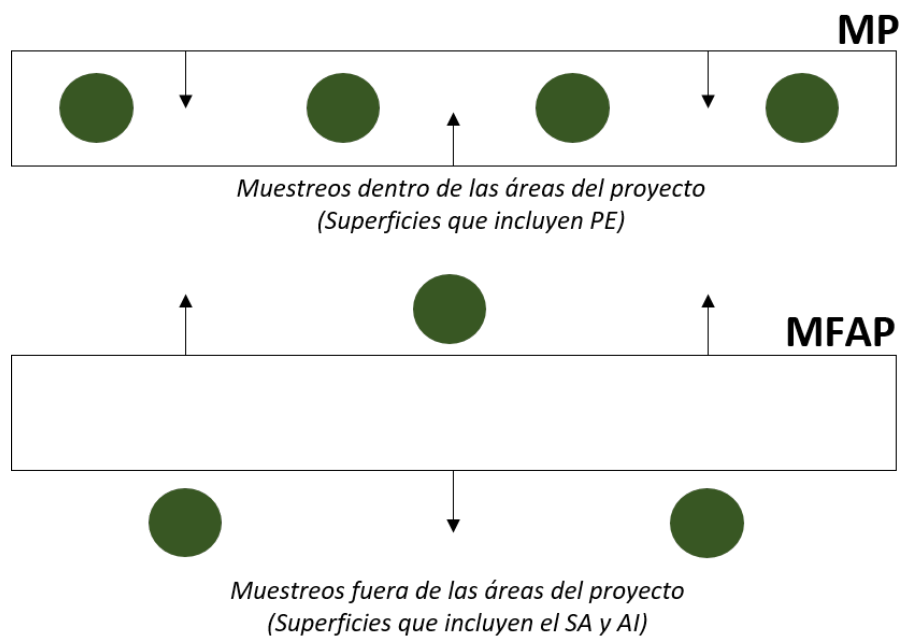 MP
Muestreos dentro de las áreas del proyecto
(Superficies que incluyen PE)
MFAP
Muestreos fuera de las áreas del proyecto
(Superficies que incluyen el SA y AI)